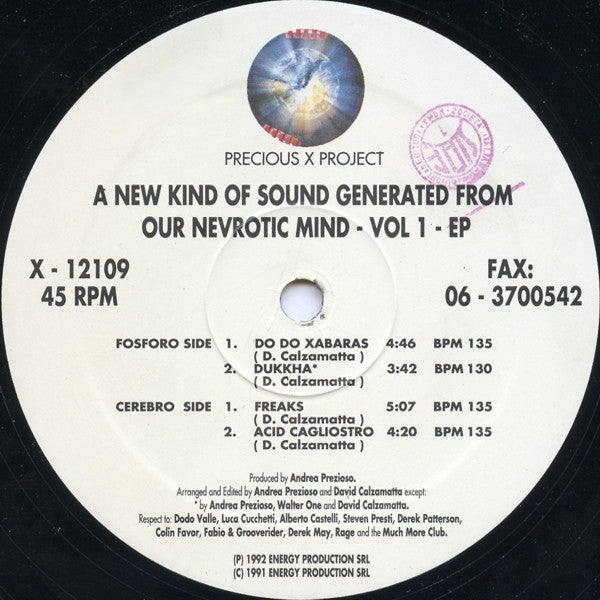 PRECIOUS X PROJECT
A NEW KIND OF SOUND GENERATED FROM
OUR NEVROTIC MIND - VOL 1 - EP
X - 12109
45 RPM
FAX:
06 - 3700542
FOSFORO SIDE 1. DO DO XABARAS 4:46 BPM 135
( D. Calzamatta )
2. DUKKHA* 3:42 BPM 130
( D. Calzamatta )
CEREBRO SIDE 1. FREAKS 5:07 BPM 135
( D. Calzamatta )
2. ACID CAGLIOSTRO 4:20 BPM 135
( D. Calzamatta )
Produced by Andrea Prezioso.
Arranged and Edited by Andrea Prezioso and David Calzamatta except:
* by Andrea Prezioso, Walter One and David Calzamatta.
Respect to: Dodo Valle, Luca Cucchetti, Alberto Castelli, Steven Presti, Derek Patterson,
Colin Favor, Fabio & Grooverider, Derek May, Rage and the Much More Club.
(P) 1992 ENERGY PRODUCTION SRL
(C) 1991 ENERGY PRODUCTION SRL